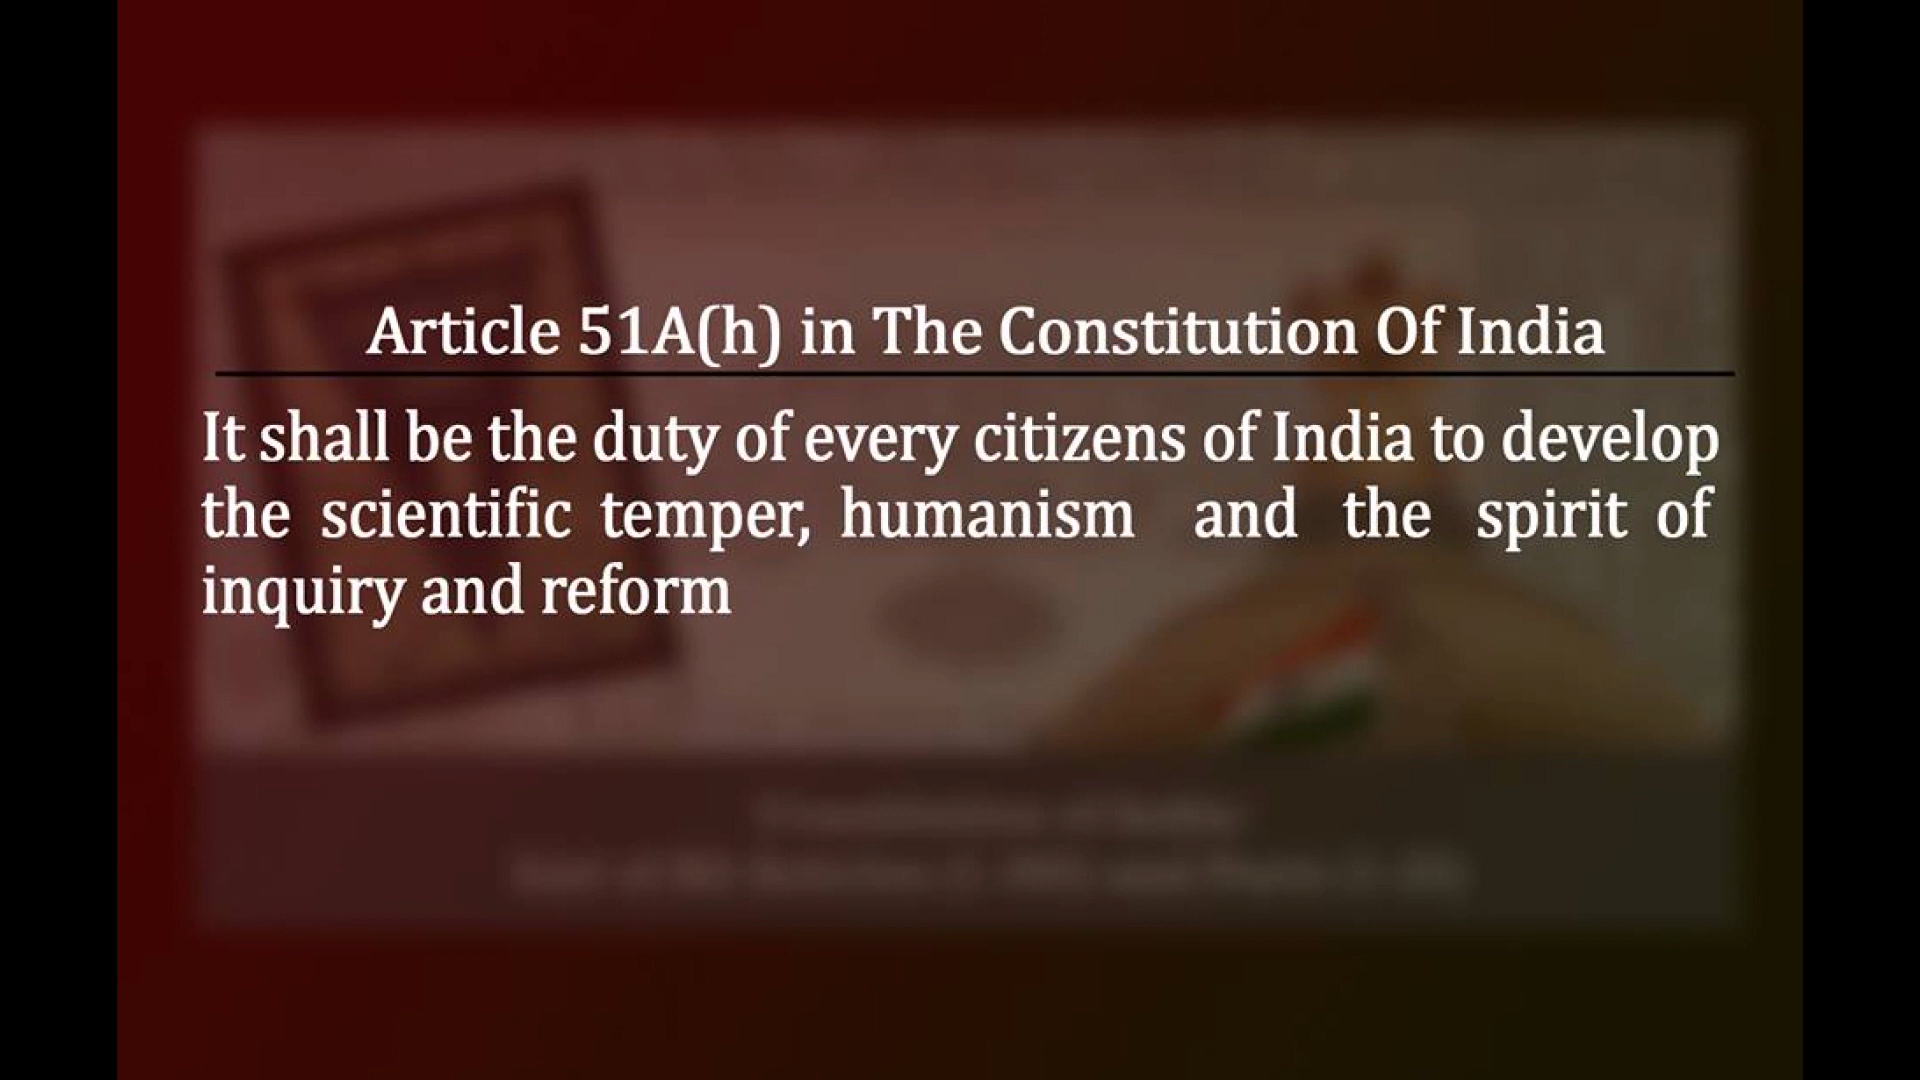 Article 51A(h) in The Constitution Of India
It shall be the duty of every citizens of India to develop
the scientific temper, humanism and the spirit of
inquiry and reform